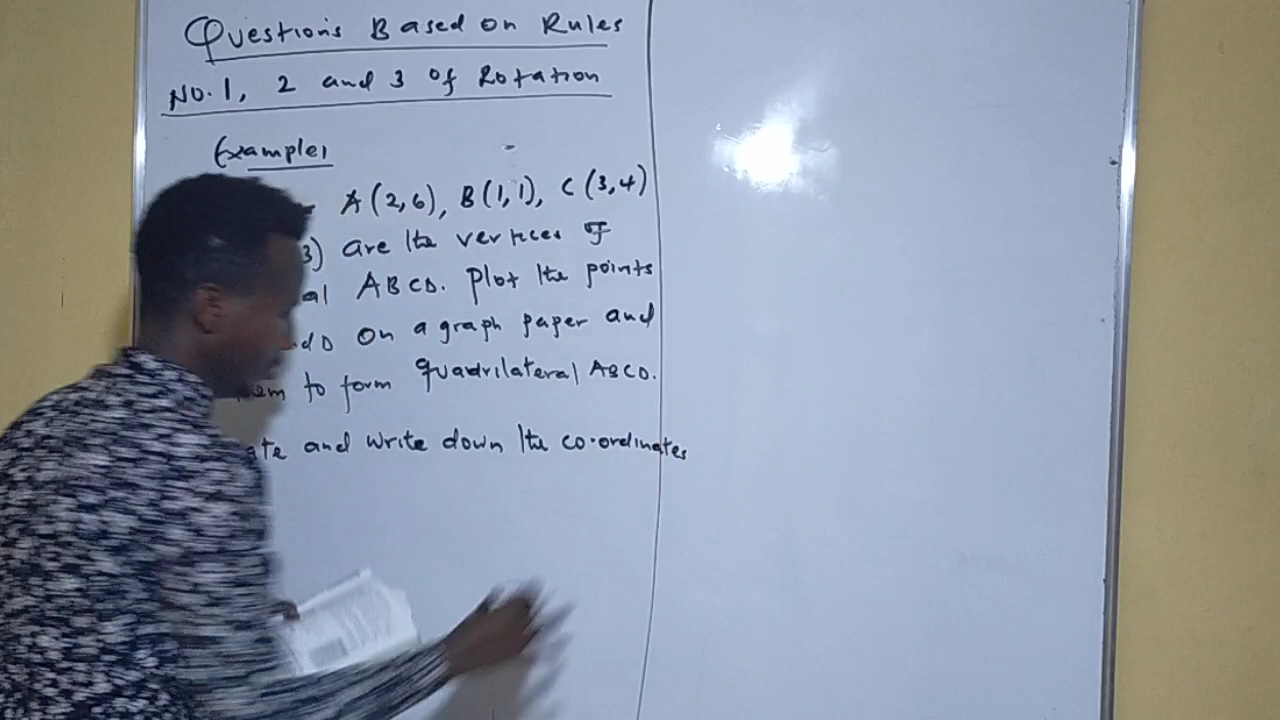 Questions Based on Rules
No. 1, 2 and 3 of Rotation
Example 1
A(2,6), B(1,1), C(3,4)
3) are the vertices of
al ABCD. Plot the points
nd D on a graph paper and
em to form quadrilateral ABCD.
ate and write down the co-ordinates